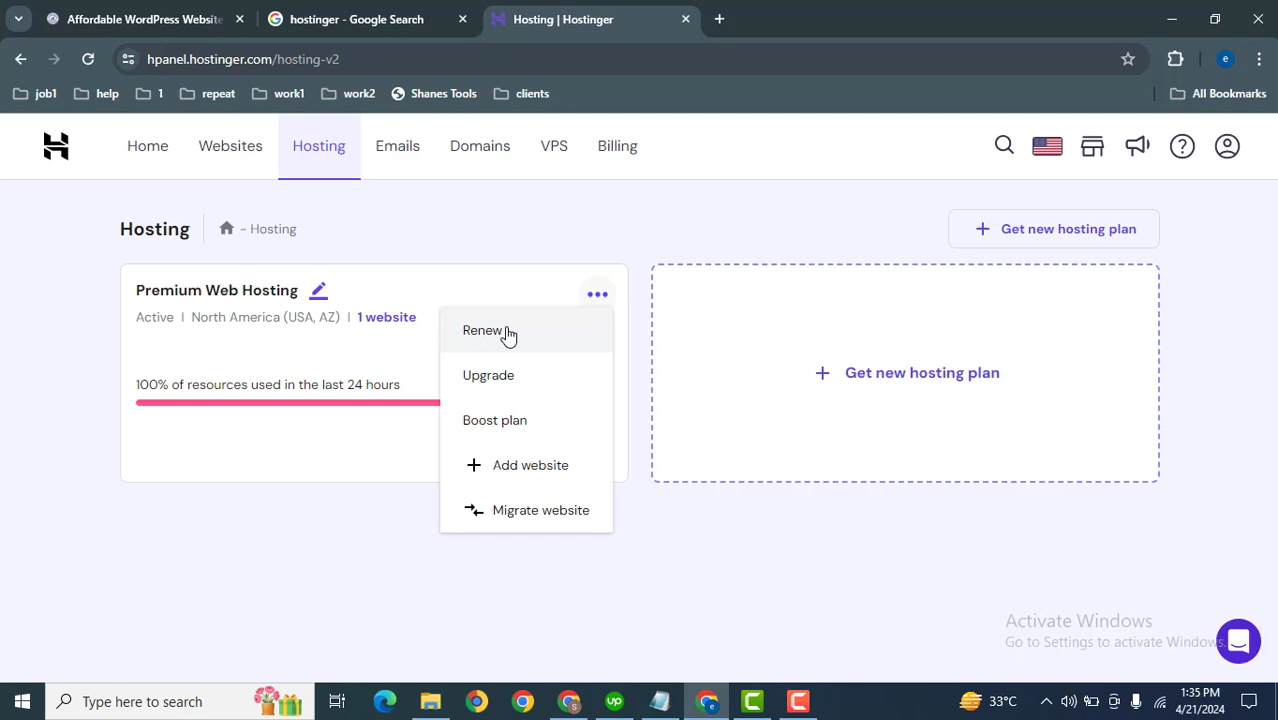 Affordable WordPress Website
hostinger - Google Search
Hosting | Hostinger
hpanel.hostinger.com/hosting-v2
e
job1
help
1
repeat
work1
work2
Shanes Tools
clients
All Bookmarks
Home
Websites
Hosting
Emails
Domains
VPS
Billing
Hosting
- Hosting
+ Get new hosting plan
Premium Web Hosting
Active | North America (USA, AZ) | 1 website
Renew
100% of resources used in the last 24 hours
Upgrade
Boost plan
+ Add website
Migrate website
+ Get new hosting plan
Activate Windows
Go to Settings to activate Windows.
Type here to search
33°C
1:35 PM
4/21/2024